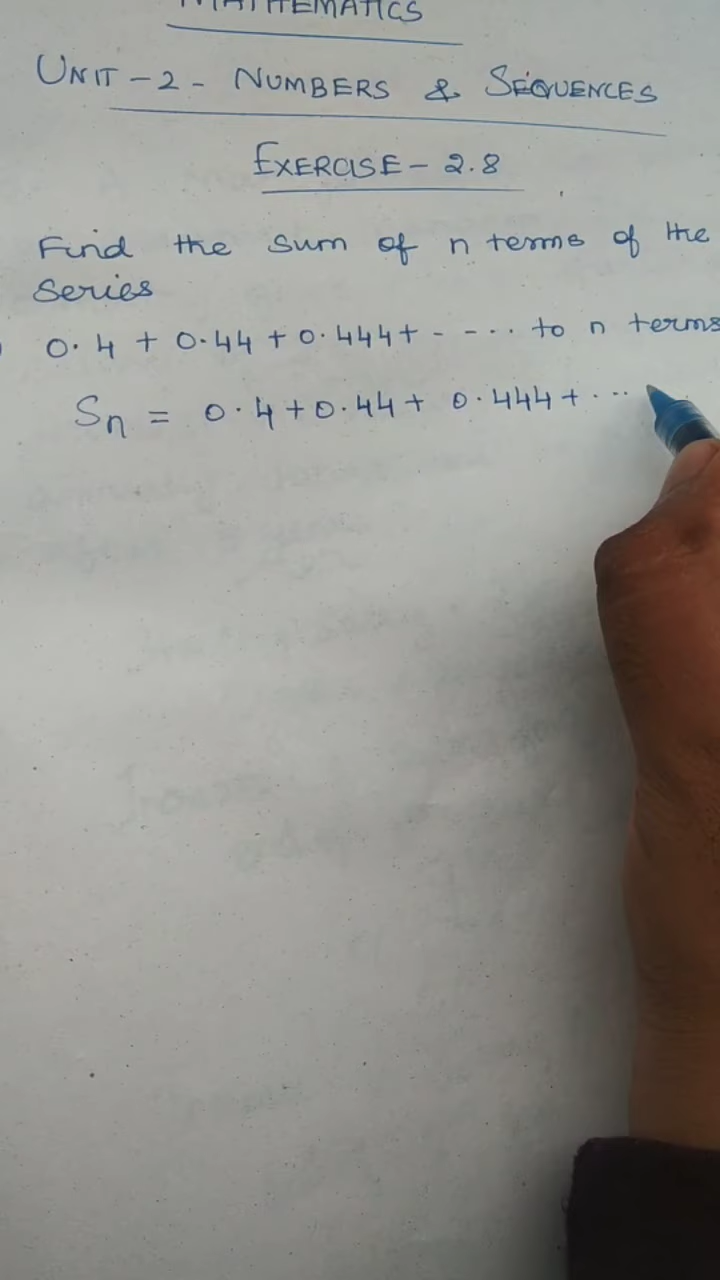 MATHEMATICS
UNIT - 2 - NUMBERS & SEQUENCES
EXERCISE - 2.8
Find the sum of n terms of the
Series
0.4 + 0.44 + 0.444 + - - ... to n terms
Sn = 0.4 + 0.44 + 0.444 + ...